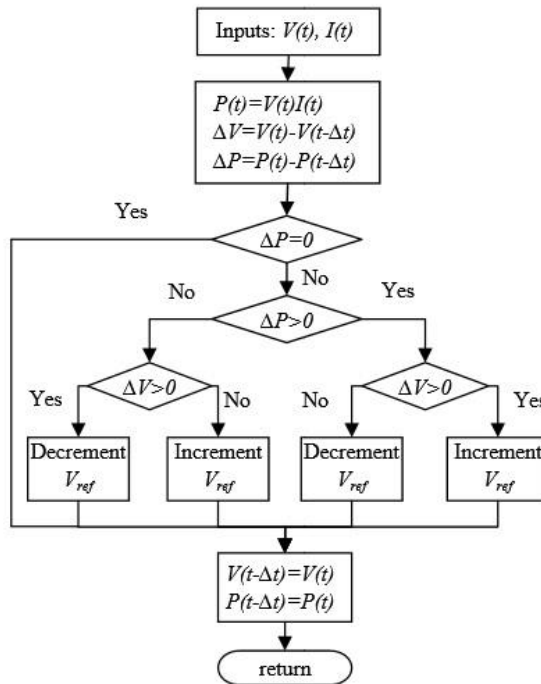 Inputs: V(t), I(t)
P(t)=V(t)I(t)
ΔV=V(t)-V(t-Δt)
ΔP=P(t)-P(t-Δt)
Yes
ΔP=0
No
No
ΔP>0
Yes
ΔV>0
Yes
No
ΔV>0
No
Yes
Decrement
Vref
Increment
Vref
Decrement
Vref
Increment
Vref
V(t-Δt)=V(t)
P(t-Δt)=P(t)
return